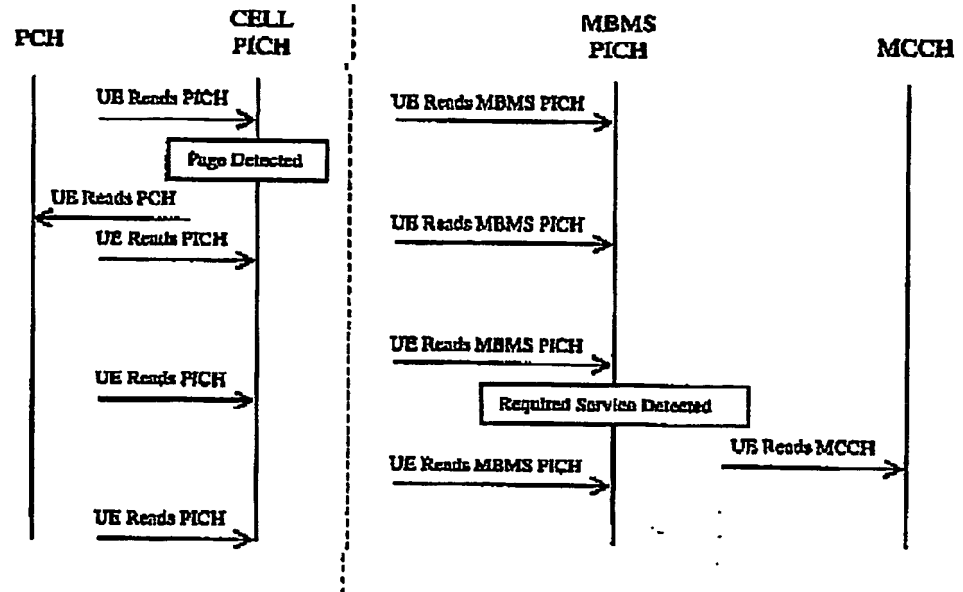 PCH
CELL
PICH
MBMS
PICH
MCCH
UE Reads PICH
UE Reads MBMS PICH
Page Detected
UE Reads PCH
UE Reads MBMS PICH
UE Reads PICH
UE Reads MBMS PICH
UE Reads PICH
Required Service Detected
UE Reads MCCH
UE Reads MBMS PICH
UE Reads PICH